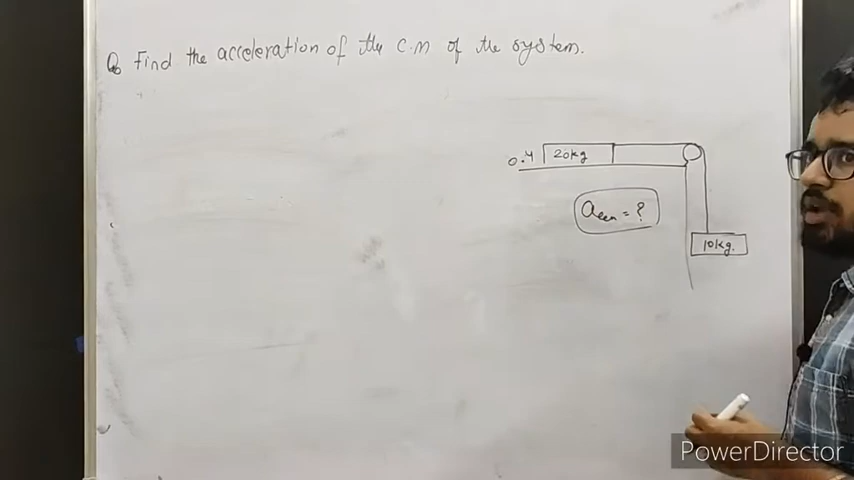 Q. Find the acceleration of the C.M of the system.
0.4 20kg
acm = ?
10kg.
PowerDirector